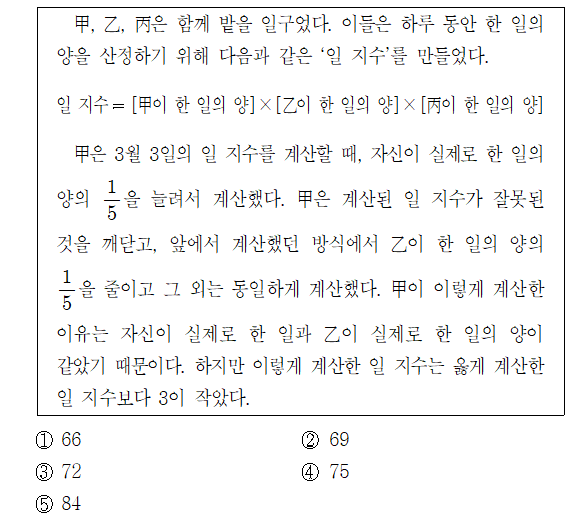 甲, 乙, 丙은 함께 밭을 일구었다. 이들은 하루 동안 한 일의
양을 산정하기 위해 다음과 같은 ‘일 지수’를 만들었다.
일 지수 = [甲이 한 일의 양]×[乙이 한 일의 양]×[丙이 한 일의 양]
甲은 3월 3일의 일 지수를 계산할 때, 자신이 실제로 한 일의
양의 1/5을 늘려서 계산했다. 甲은 계산된 일 지수가 잘못된
것을 깨닫고, 앞에서 계산했던 방식에서 乙이 한 일의 양의
1/5을 줄이고 그 외는 동일하게 계산했다. 甲이 이렇게 계산한
이유는 자신이 실제로 한 일과 乙이 실제로 한 일의 양이
같았기 때문이다. 하지만 이렇게 계산한 일 지수는 옳게 계산한
일 지수보다 3이 작았다.
① 66 ② 69
③ 72 ④ 75
⑤ 84